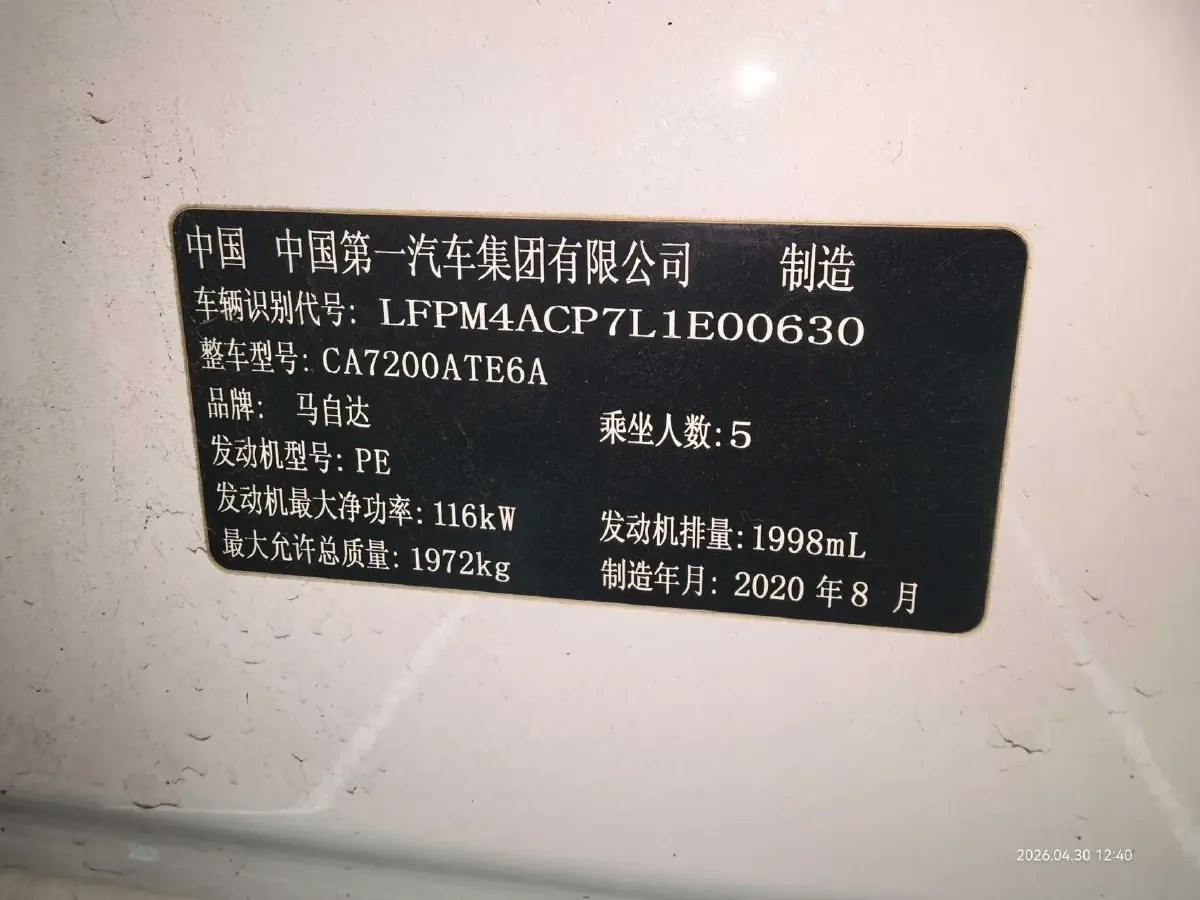 中国 中国第一汽车集团有限公司 制造
车辆识别代号: LFPM4ACP7L1E00630
整车型号: CA7200ATE6A
品牌: 马自达 乘坐人数:5
发动机型号: PE
发动机最大净功率: 116kW 发动机排量: 1998mL
最大允许总质量: 1972kg 制造年月: 2020 年 8 月
2026.04.30 12:40